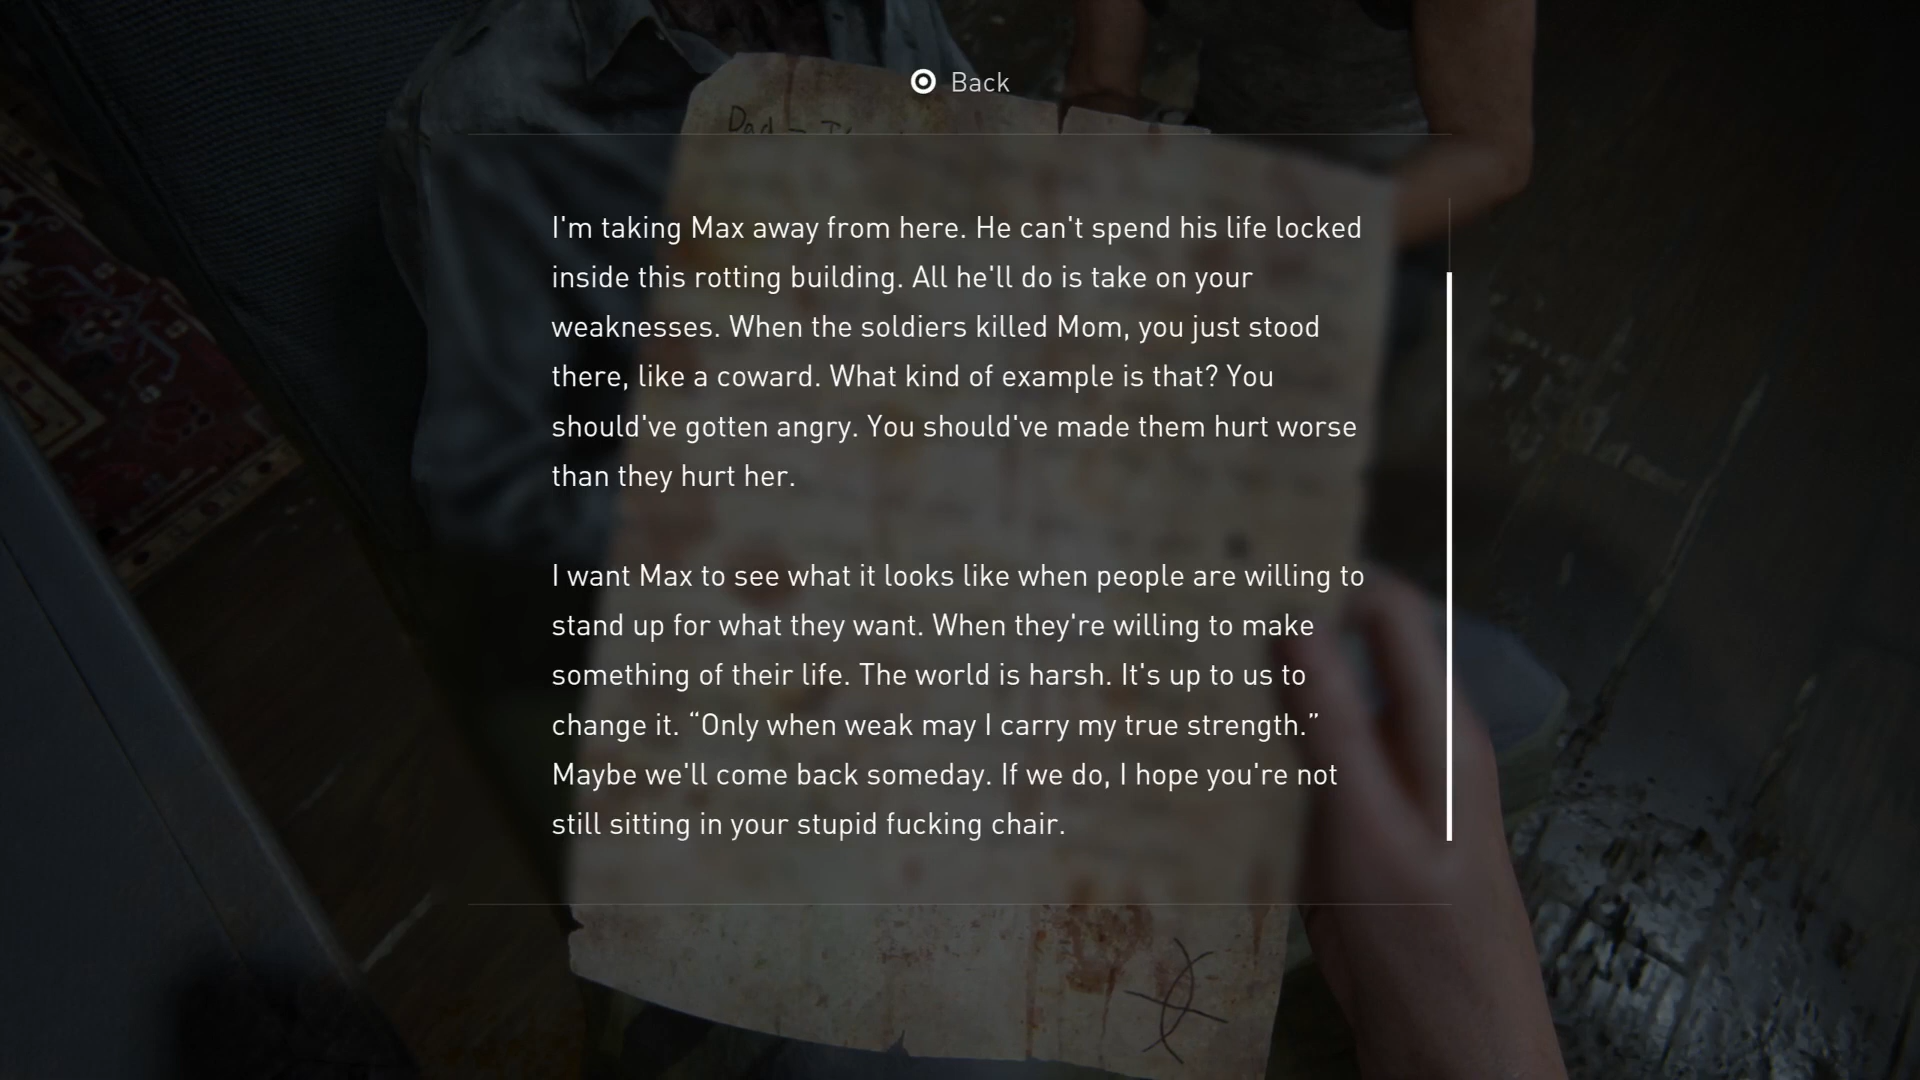 Back
Dad –
I'm taking Max away from here. He can't spend his life locked
inside this rotting building. All he'll do is take on your
weaknesses. When the soldiers killed Mom, you just stood
there, like a coward. What kind of example is that? You
should've gotten angry. You should've made them hurt worse
than they hurt her.
I want Max to see what it looks like when people are willing to
stand up for what they want. When they're willing to make
something of their life. The world is harsh. It's up to us to
change it. “Only when weak may I carry my true strength.”
Maybe we'll come back someday. If we do, I hope you're not
still sitting in your stupid fucking chair.